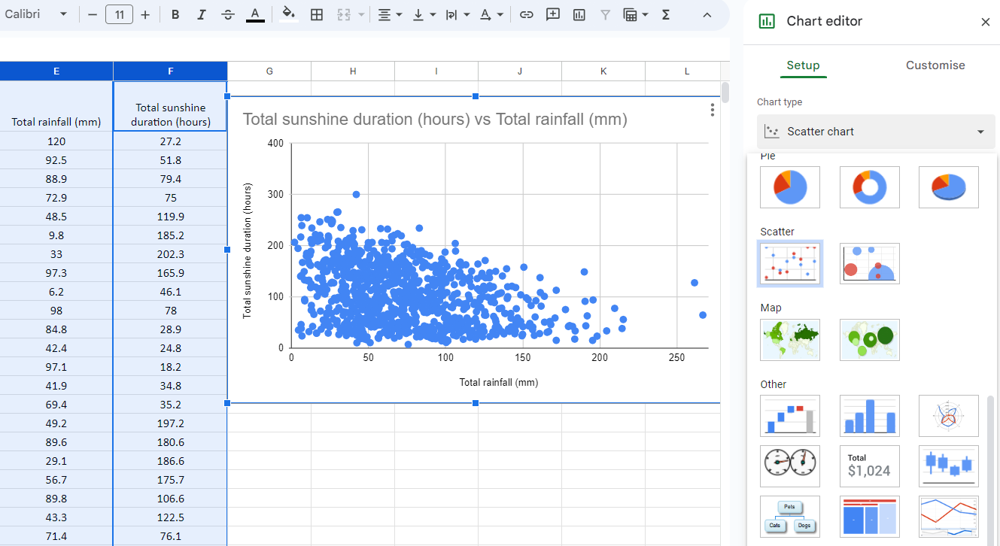 Calibri
11
B
I
A
Chart editor
Setup
Customise
Chart type
Scatter chart
E
F
G
H
I
J
K
L
Total rainfall (mm)
Total sunshine
duration (hours)
120 27.2
92.5 51.8
88.9 79.4
72.9 75
48.5 119.9
9.8 185.2
33 202.3
97.3 165.9
6.2 46.1
98 78
84.8 28.9
42.4 24.8
97.1 18.2
41.9 34.8
69.4 35.2
49.2 197.2
89.6 180.6
29.1 186.6
56.7 175.7
89.8 106.6
43.3 122.5
71.4 76.1
Total sunshine duration (hours) vs Total rainfall (mm)
Total sunshine duration (hours)
400
300
200
100
0
0 50 100 150 200 250
Total rainfall (mm)
Pie
Scatter
Map
Other
Total
$1,024
Pets
Cats Dogs